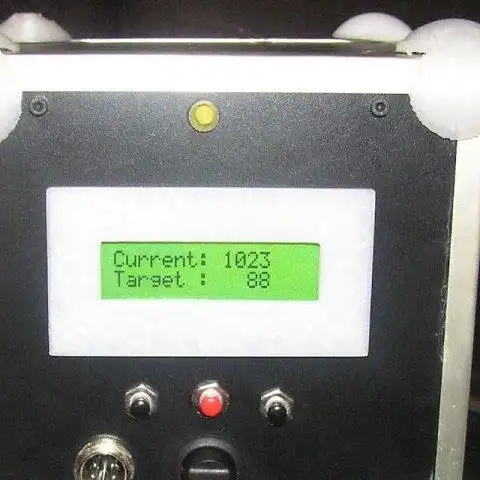 Current: 1023
Target : 88